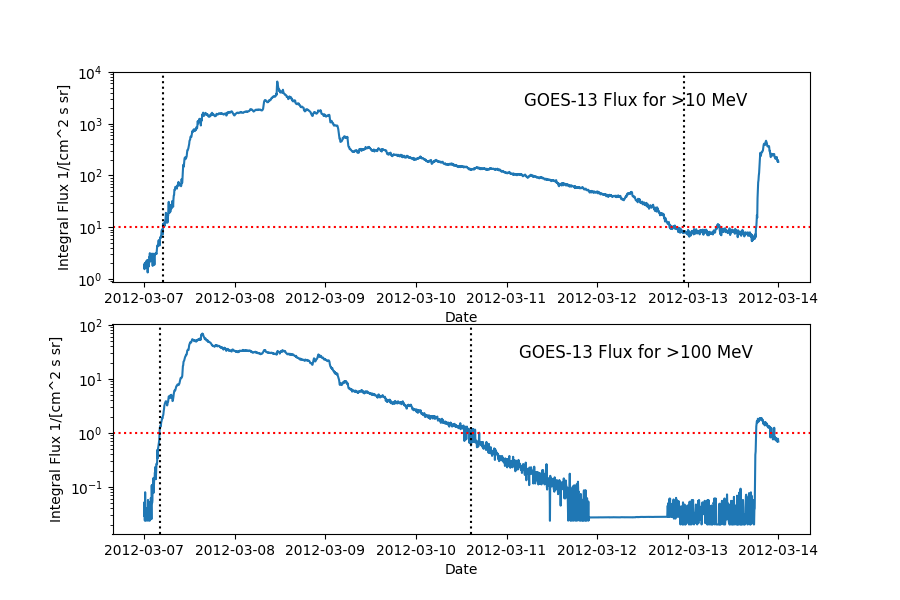 GOES-13 Flux for >10 MeV
Integral Flux 1/[cm^2 s sr]
10^4
10^3
10^2
10^1
10^0
2012-03-07 2012-03-08 2012-03-09 2012-03-10 2012-03-11 2012-03-12 2012-03-13 2012-03-14
Date
GOES-13 Flux for >100 MeV
Integral Flux 1/[cm^2 s sr]
10^2
10^1
10^0
10^−1
2012-03-07 2012-03-08 2012-03-09 2012-03-10 2012-03-11 2012-03-12 2012-03-13 2012-03-14
Date